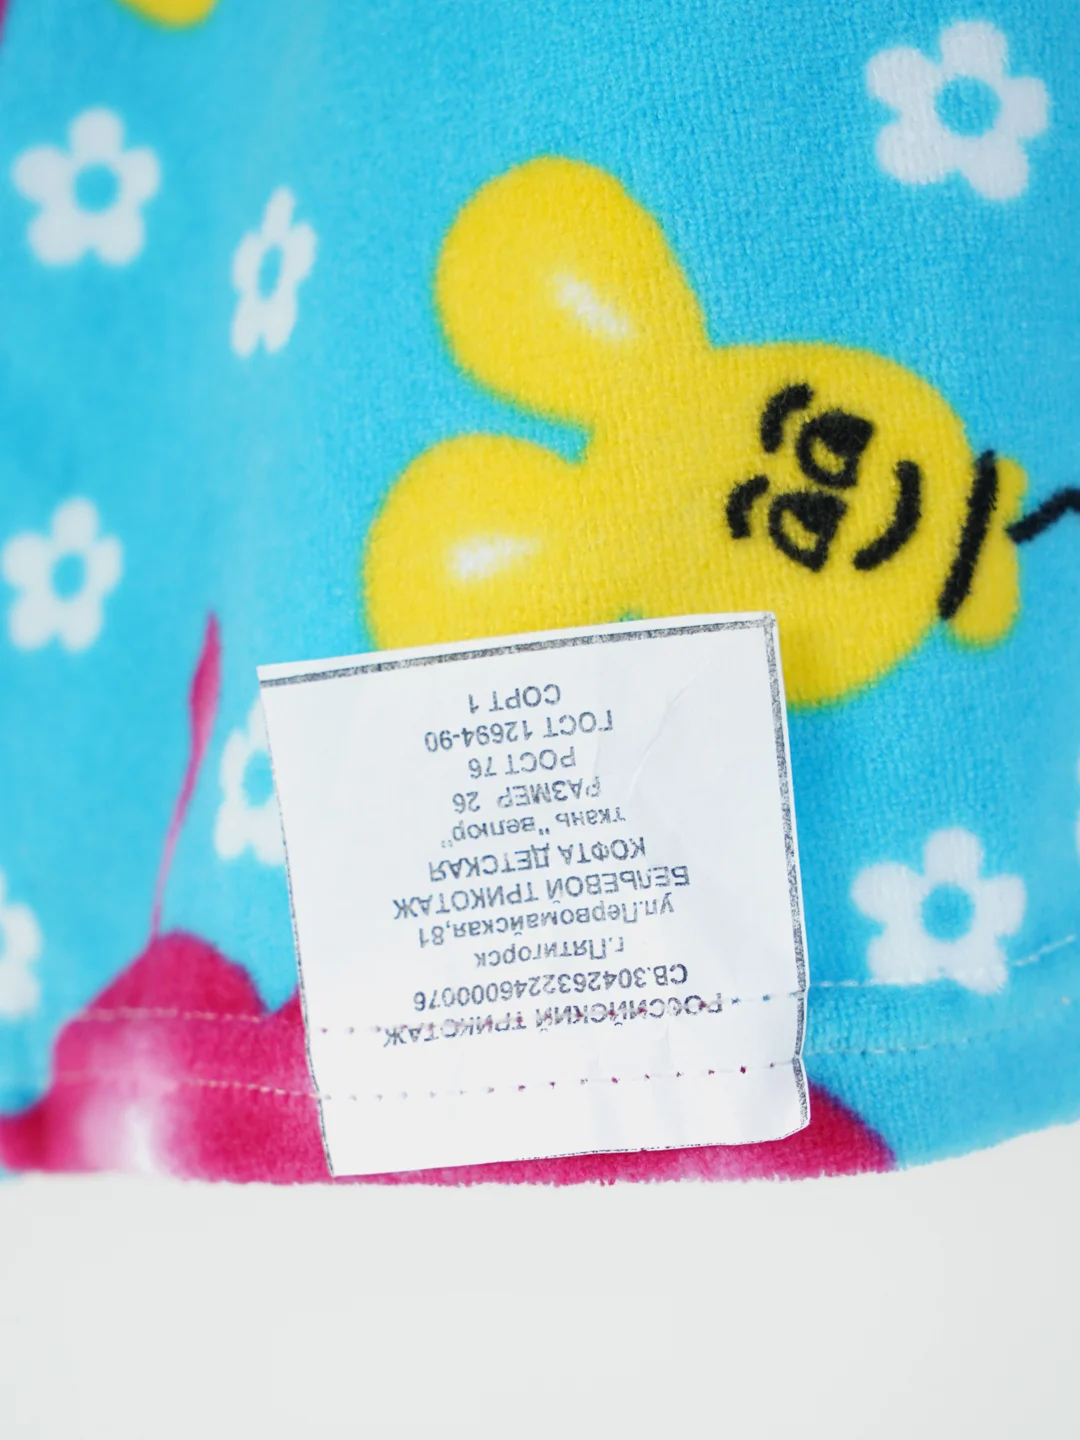 РОССИЙСКИЙ ТРИКОТАЖ
СВ.304263224600076
г.Пятигорск
ул.Первомайская,81
БЕЛЬЕВОЙ ТРИКОТАЖ
КОФТА ДЕТСКАЯ
ткань "велюр"
РАЗМЕР 26
РОСТ 76
ГОСТ 12694-90
СОРТ 1